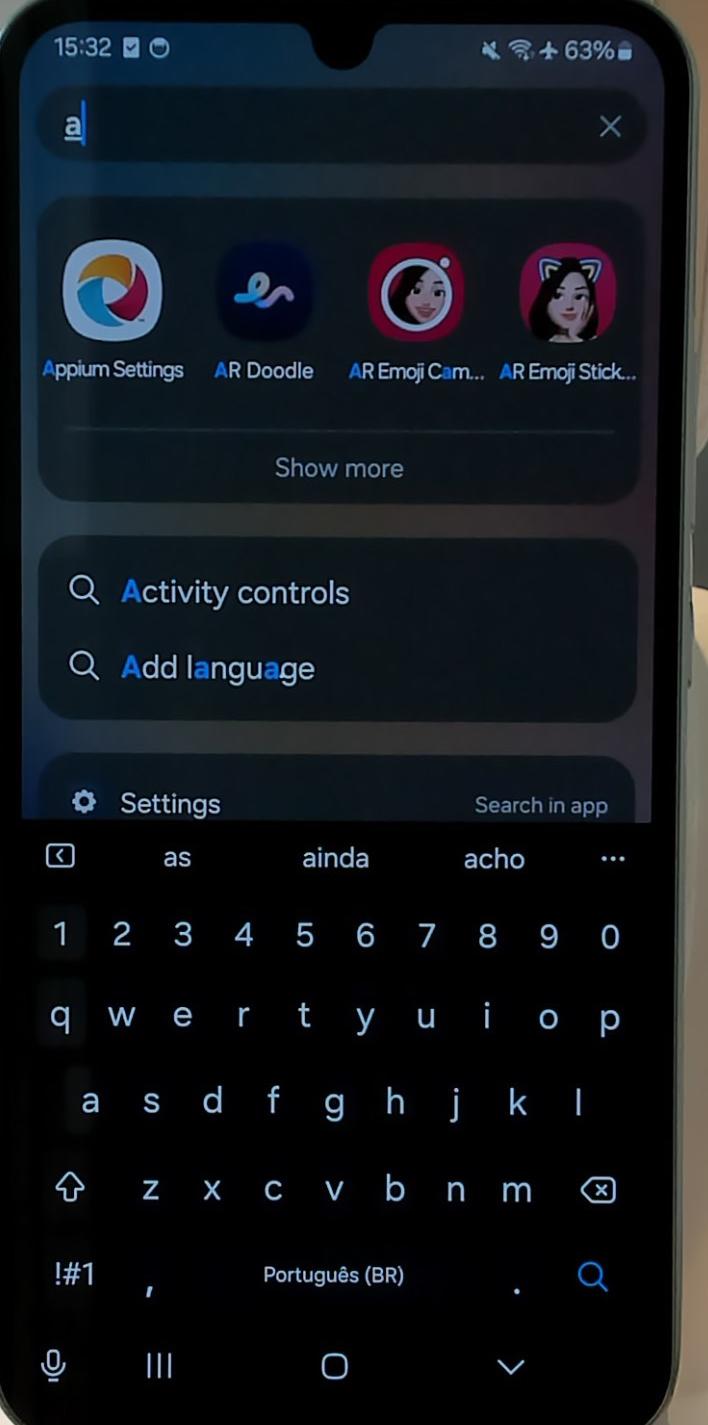 15:32 63%
a
Appium Settings AR Doodle AR Emoji Cam... AR Emoji Stick...
Show more
Activity controls
Add language
Settings Search in app
as ainda acho ...
1 2 3 4 5 6 7 8 9 0
q w e r t y u i o p
a s d f g h j k l
z x c v b n m
!#1 , Português (BR) .